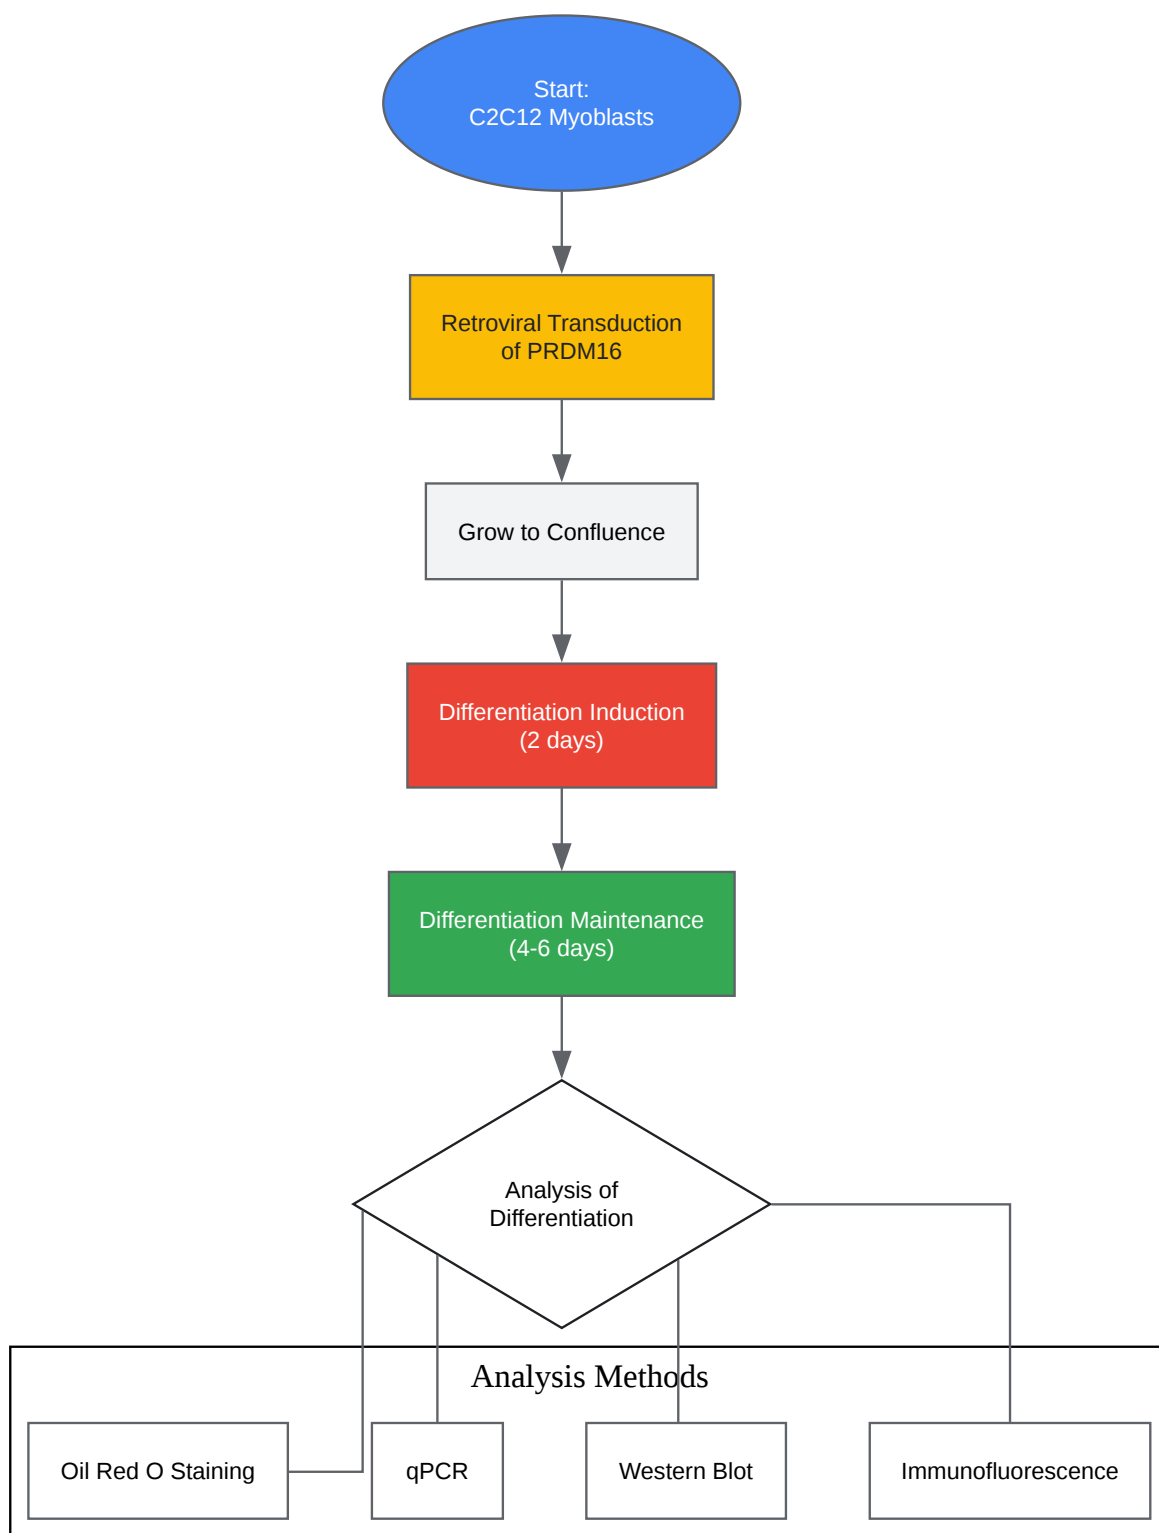 Start:
C2C12 Myoblasts
Retroviral Transduction
of PRDM16
Grow to Confluence
Differentiation Induction
(2 days)
Differentiation Maintenance
(4-6 days)
Analysis of
Differentiation
Analysis Methods
Oil Red O Staining
qPCR
Western Blot
Immunofluorescence